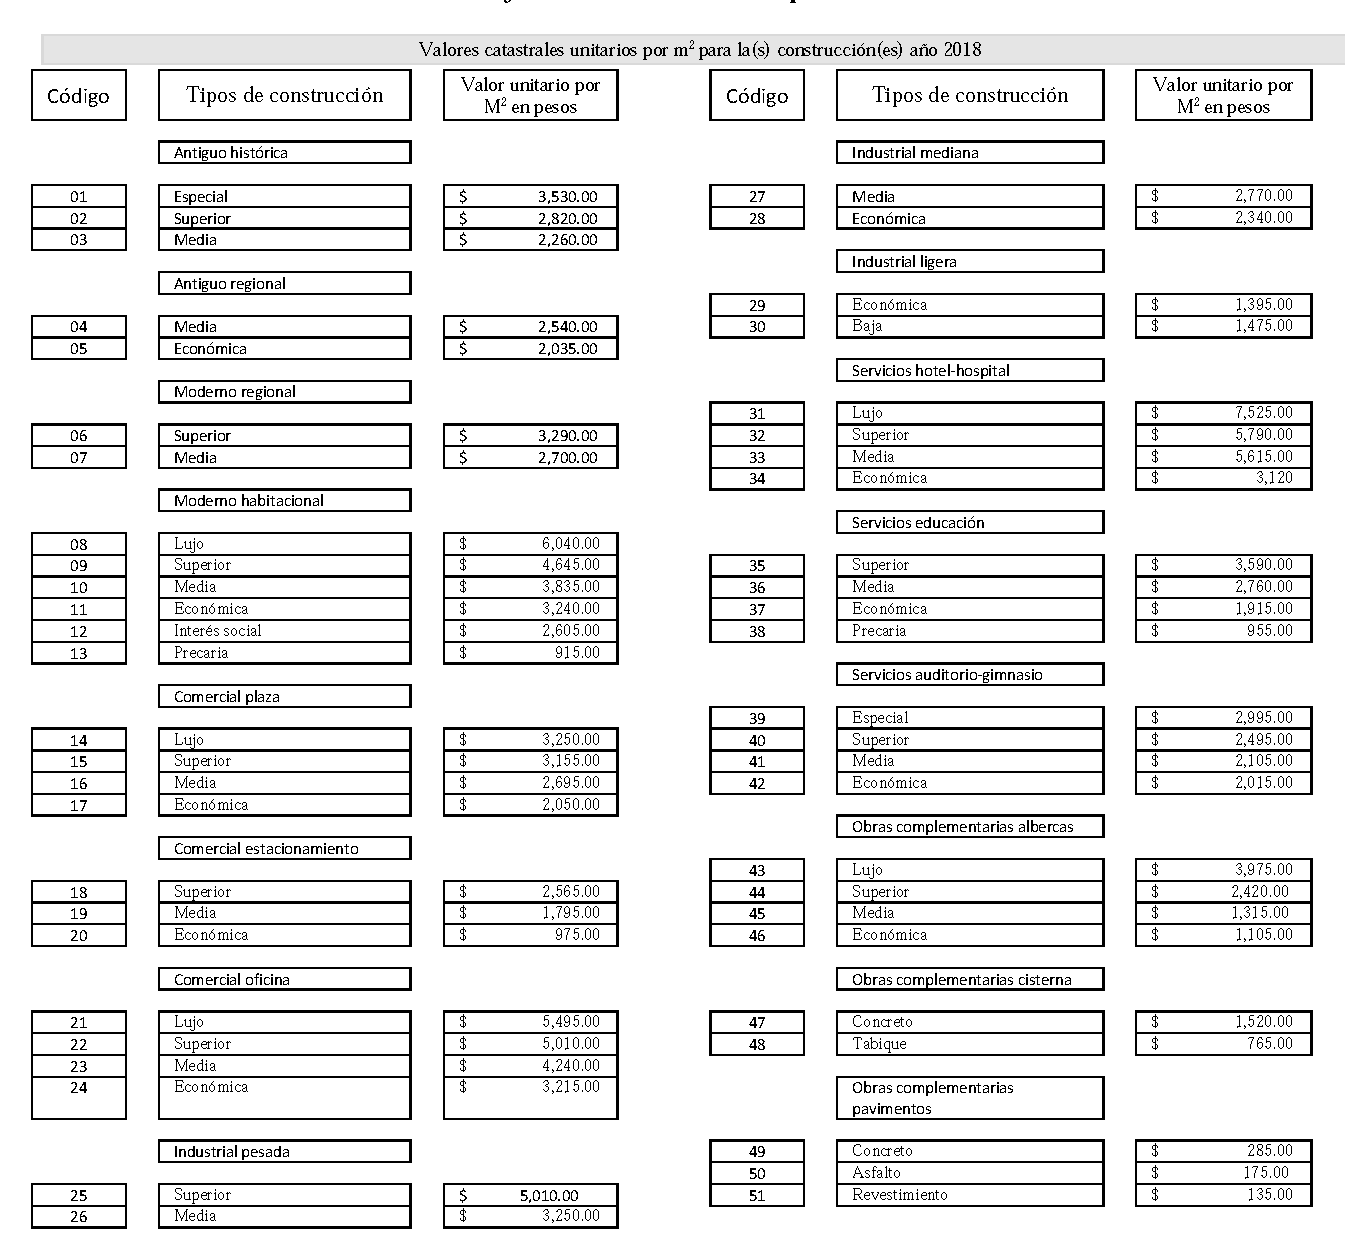 Valores catastrales unitarios por m² para la(s) construcción(es) año 2018
Código Tipos de construcción Valor unitario por M² en pesos
Antiguo histórica
01 Especial $ 3,530.00
02 Superior $ 2,820.00
03 Media $ 2,260.00
Antiguo regional
04 Media $ 2,540.00
05 Económica $ 2,035.00
Moderno regional
06 Superior $ 3,290.00
07 Media $ 2,700.00
Moderno habitacional
08 Lujo $ 6,040.00
09 Superior $ 4,645.00
10 Media $ 3,835.00
11 Económica $ 3,240.00
12 Interés social $ 2,605.00
13 Precaria $ 915.00
Comercial plaza
14 Lujo $ 3,250.00
15 Superior $ 3,155.00
16 Media $ 2,695.00
17 Económica $ 2,050.00
Comercial estacionamiento
18 Superior $ 2,565.00
19 Media $ 1,795.00
20 Económica $ 975.00
Comercial oficina
21 Lujo $ 5,495.00
22 Superior $ 5,010.00
23 Media $ 4,240.00
24 Económica $ 3,215.00
Industrial pesada
25 Superior $ 5,010.00
26 Media $ 3,250.00
Código Tipos de construcción Valor unitario por M² en pesos
Industrial mediana
27 Media $ 2,770.00
28 Económica $ 2,340.00
Industrial ligera
29 Económica $ 1,395.00
30 Baja $ 1,475.00
Servicios hotel-hospital
31 Lujo $ 7,525.00
32 Superior $ 5,790.00
33 Media $ 5,615.00
34 Económica $ 3,120
Servicios educación
35 Superior $ 3,590.00
36 Media $ 2,760.00
37 Económica $ 1,915.00
38 Precaria $ 955.00
Servicios auditorio-gimnasio
39 Especial $ 2,995.00
40 Superior $ 2,495.00
41 Media $ 2,105.00
42 Económica $ 2,015.00
Obras complementarias albercas
43 Lujo $ 3,975.00
44 Superior $ 2,420.00
45 Media $ 1,315.00
46 Económica $ 1,105.00
Obras complementarias cisterna
47 Concreto $ 1,520.00
48 Tabique $ 765.00
Obras complementarias
pavimentos
49 Concreto $ 285.00
50 Asfalto $ 175.00
51 Revestimiento $ 135.00